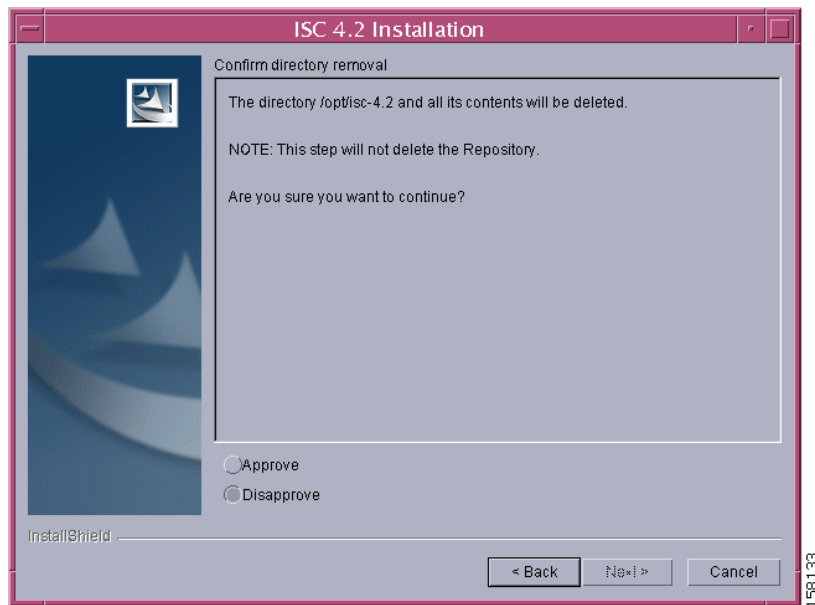 ISC 4.2 Installation
Confirm directory removal
The directory /opt/isc-4.2 and all its contents will be deleted.
NOTE: This step will not delete the Repository.
Are you sure you want to continue?
Approve
Disapprove
InstallShield
< Back
Next >
Cancel
158133